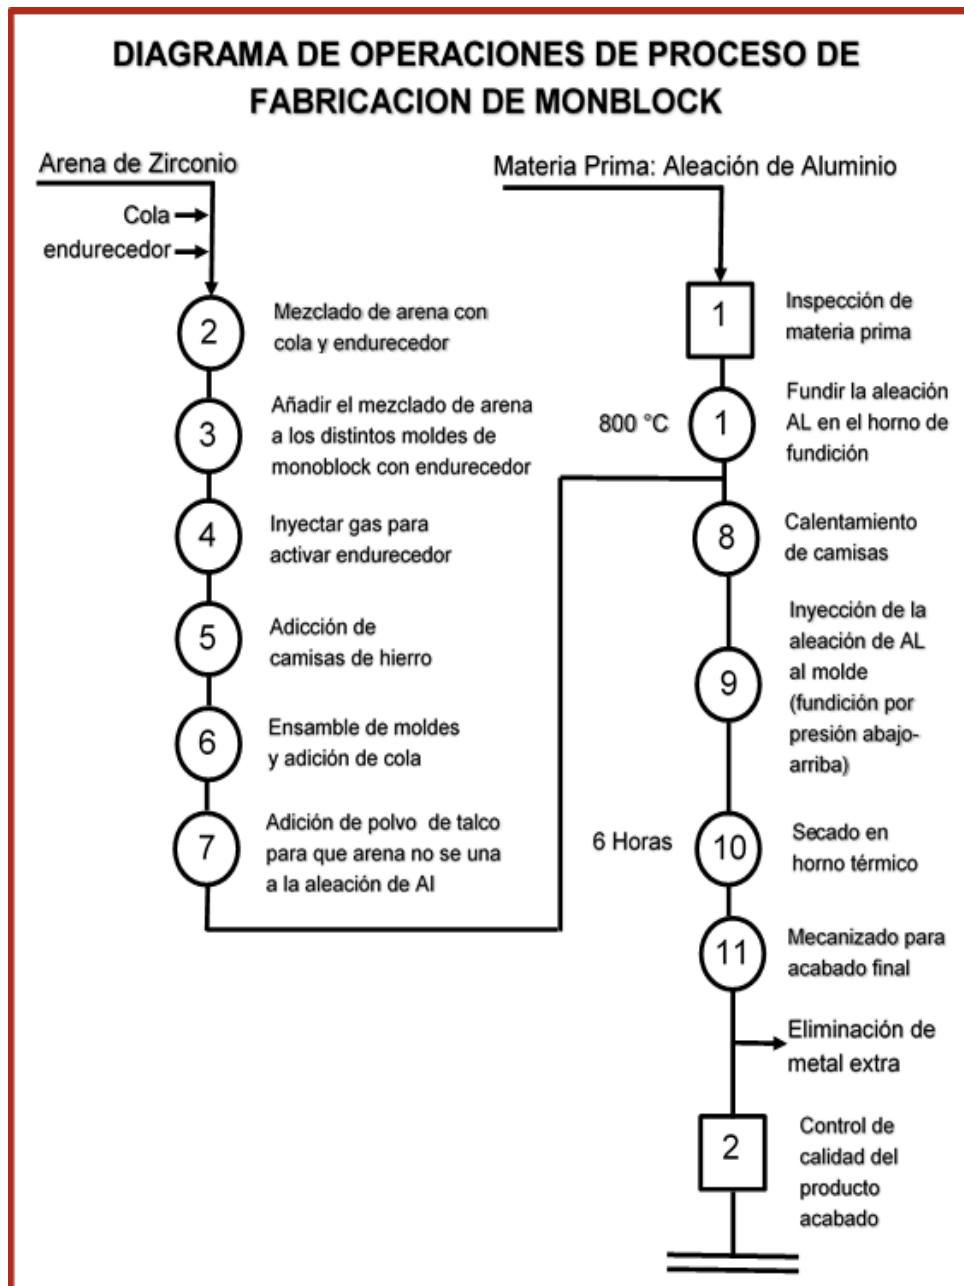 DIAGRAMA DE OPERACIONES DE PROCESO DE
FABRICACION DE MONBLOCK
Arena de Zirconio
Cola
endurecedor
2
Mezclado de arena con
cola y endurecedor
3
Añadir el mezclado de arena
a los distintos moldes de
monoblock con endurecedor
4
Inyectar gas para
activar endurecedor
5
Adicción de
camisas de hierro
6
Ensamble de moldes
y adición de cola
7
Adición de polvo de talco
para que arena no se una
a la aleación de Al
Materia Prima: Aleación de Aluminio
1
Inspección de
materia prima
800 °C
1
Fundir la aleación
AL en el horno de
fundición
8
Calentamiento
de camisas
9
Inyección de la
aleación de AL
al molde
(fundición por
presión abajo-
arriba)
6 Horas
10
Secado en
horno térmico
11
Mecanizado para
acabado final
Eliminación de
metal extra
2
Control de
calidad del
producto
acabado